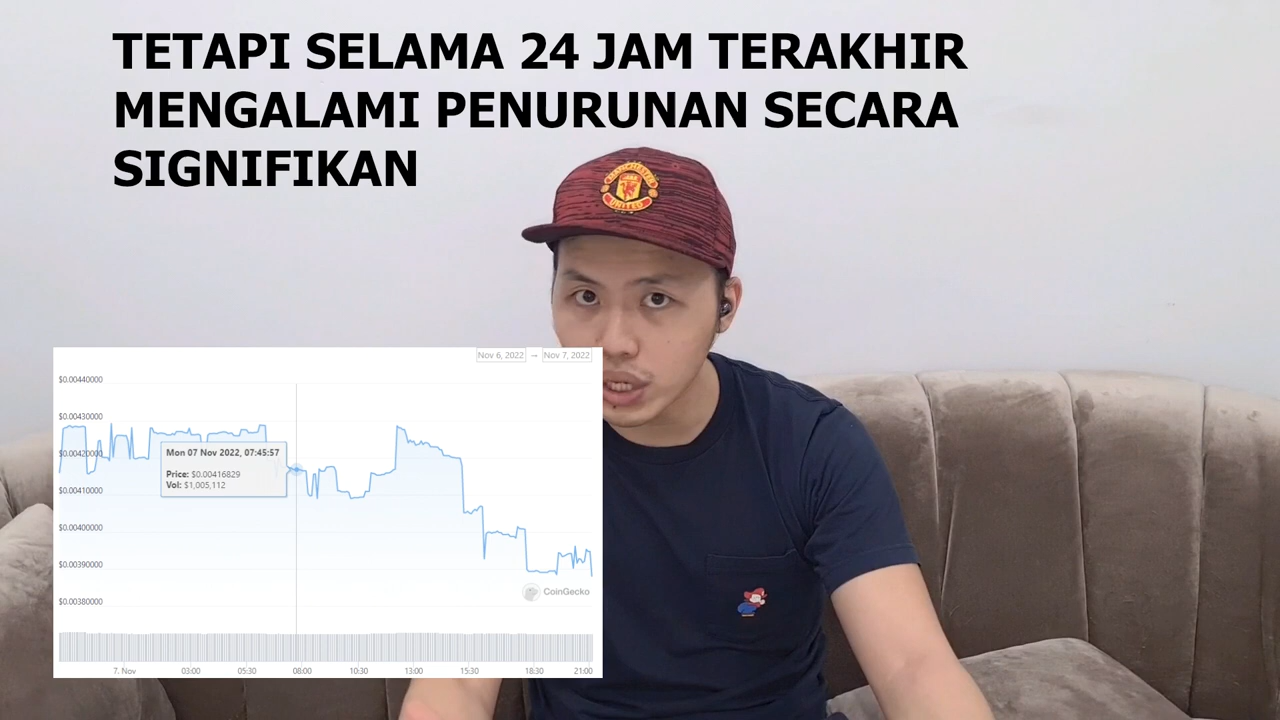 TETAPI SELAMA 24 JAM TERAKHIR
MENGALAMI PENURUNAN SECARA
SIGNIFIKAN
MANCHESTER
UNITED
Nov 6, 2022 → Nov 7, 2022
$0.00440000
$0.00430000
$0.00420000
$0.00410000
$0.00400000
$0.00390000
$0.00380000
Mon 07 Nov 2022, 07:45:57
Price: $0.00416829
Vol: $1,005,112
CoinGecko
7. Nov 03:00 05:30 08:00 10:30 13:00 15:30 18:30 21:00